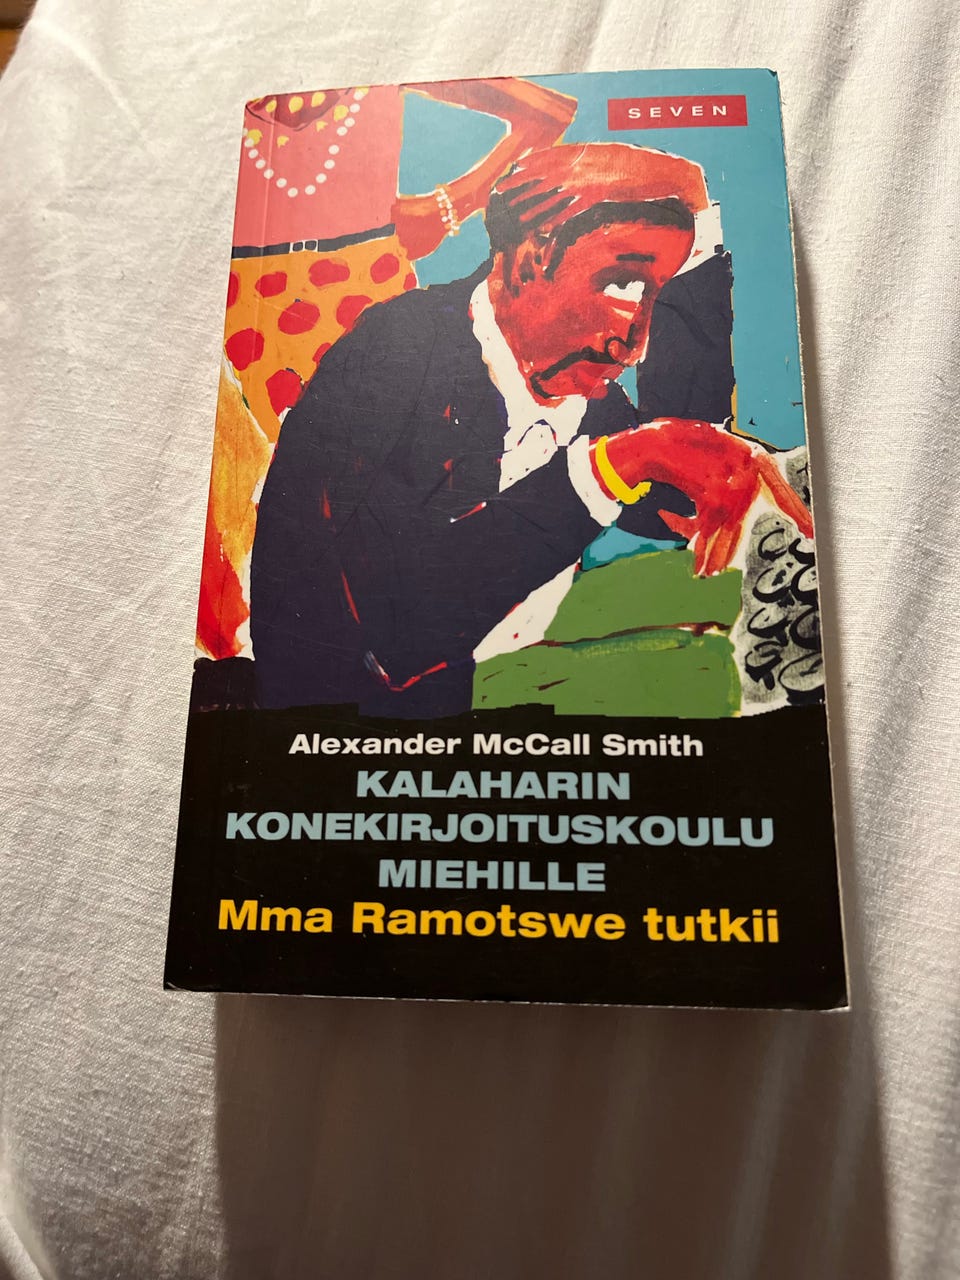 SEVEN
Alexander McCall Smith
KALAHARIN
KONEKIRJOITUSKOULU
MIEHILLE
Mma Ramotswe tutkii